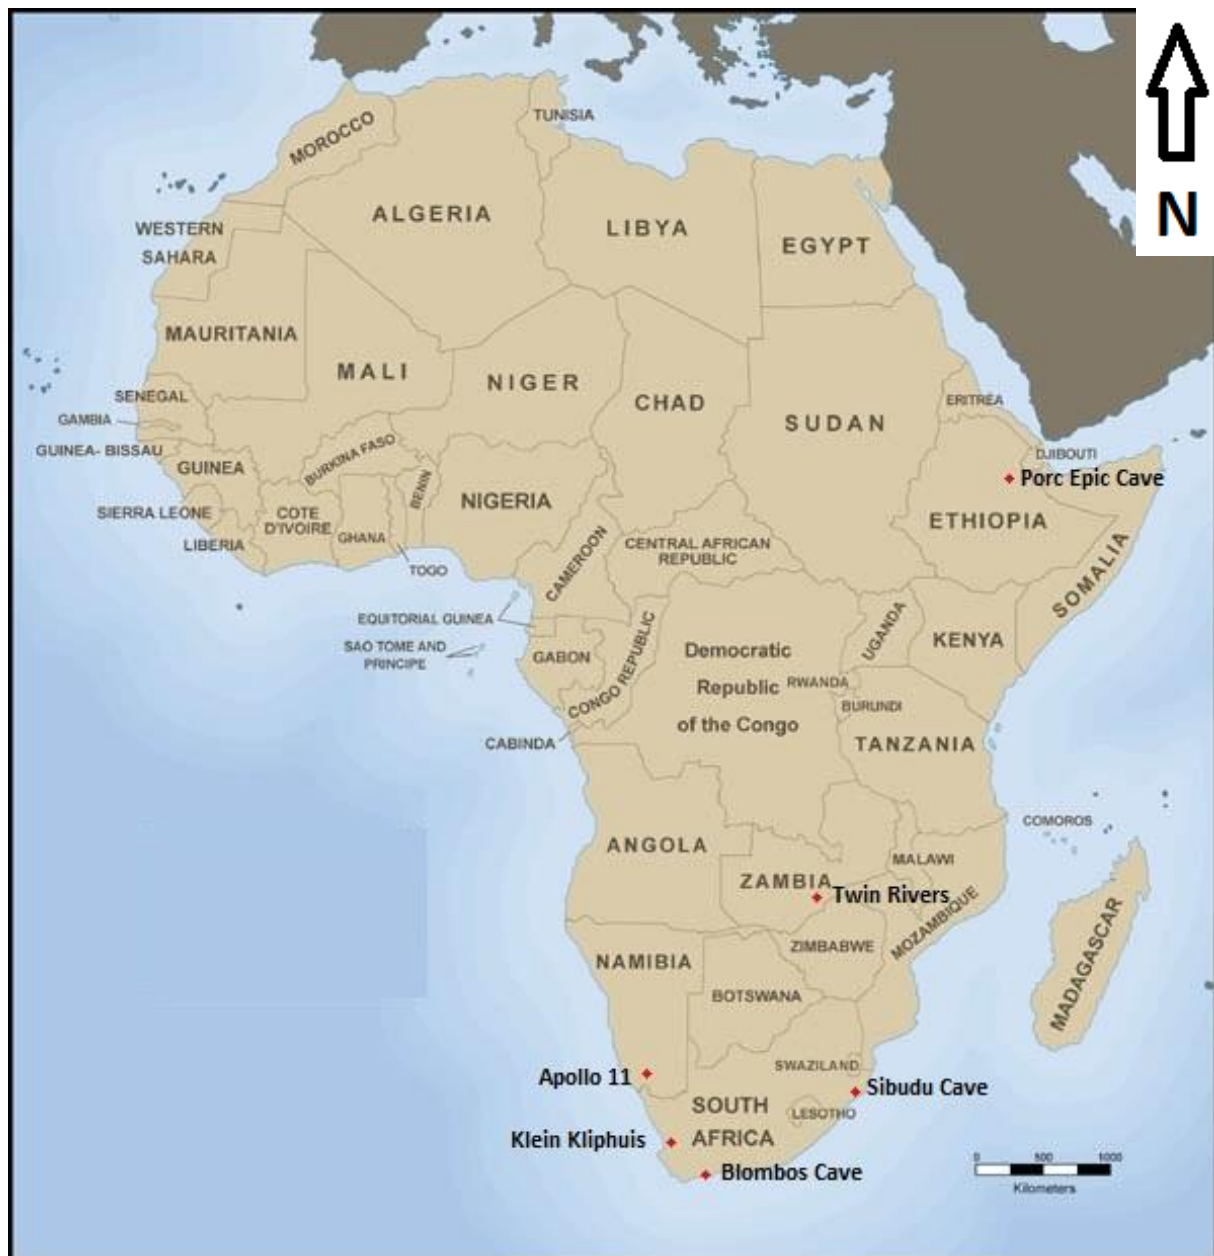 N
TUNISIA
MOROCCO
ALGERIA
LIBYA
EGYPT
WESTERN
SAHARA
MAURITANIA
MALI
NIGER
CHAD
SUDAN
ERITREA
SENEGAL
GAMBIA
GUINEA- BISSAU
GUINEA
BURKINA FASO
BENIN
NIGERIA
DJIBOUTI
Porc Epic Cave
ETHIOPIA
SOMALIA
SIERRA LEONE
COTE
D'IVOIRE
GHANA
LIBERIA
TOGO
CAMEROON
CENTRAL AFRICAN
REPUBLIC
EQUITORIAL GUINEA
SAO TOME AND
PRINCIPE
GABON
CONGO REPUBLIC
Democratic
Republic
of the Congo
UGANDA
KENYA
RWANDA
BURUNDI
TANZANIA
CABINDA
COMOROS
ANGOLA
ZAMBIA
MALAWI
Twin Rivers
MOZAMBIQUE
ZIMBABWE
NAMIBIA
BOTSWANA
MADAGASCAR
SWAZILAND
Apollo 11
Sibudu Cave
SOUTH
AFRICA
LESOTHO
Klein Kliphuis
Blombos Cave
0 500 1000
Kilometers